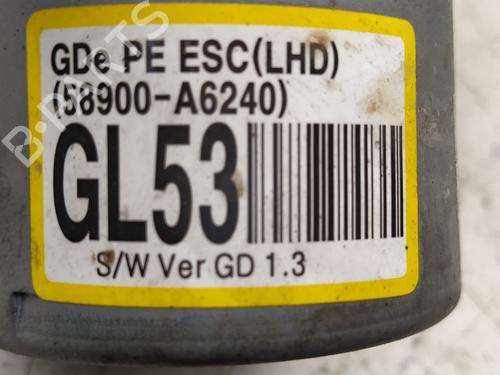 GDe PE ESC(LHD)
(58900-A6240)
GL53
S/W Ver GD 1.3
B-PARTS